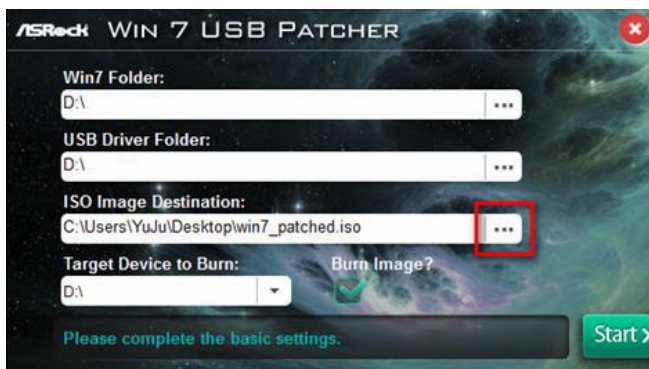 ASRock WIN 7 USB PATCHER
Win7 Folder:
D:\
...
USB Driver Folder:
D:\
...
ISO Image Destination:
C:\Users\YuJu\Desktop\win7_patched.iso
...
Target Device to Burn: Burn Image?
D:\
Please complete the basic settings.
Start